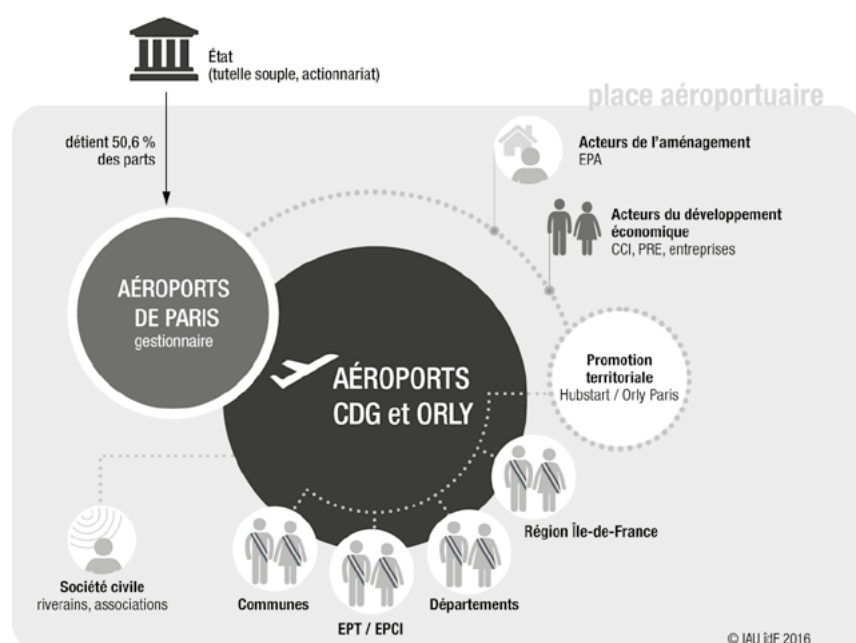 État
(tutelle souple, actionnariat)
place aéroportuaire
détient 50,6 %
des parts
Acteurs de l'aménagement
EPA
Acteurs du développement
économique
CCI, PRE, entreprises
AÉROPORTS
DE PARIS
gestionnaire
AÉROPORTS
CDG et ORLY
Promotion
territoriale
Hubstart / Orly Paris
Région Île-de-France
Société civile
riverains, associations
Communes
EPT / EPCI
Départements
© IAU îdF 2016